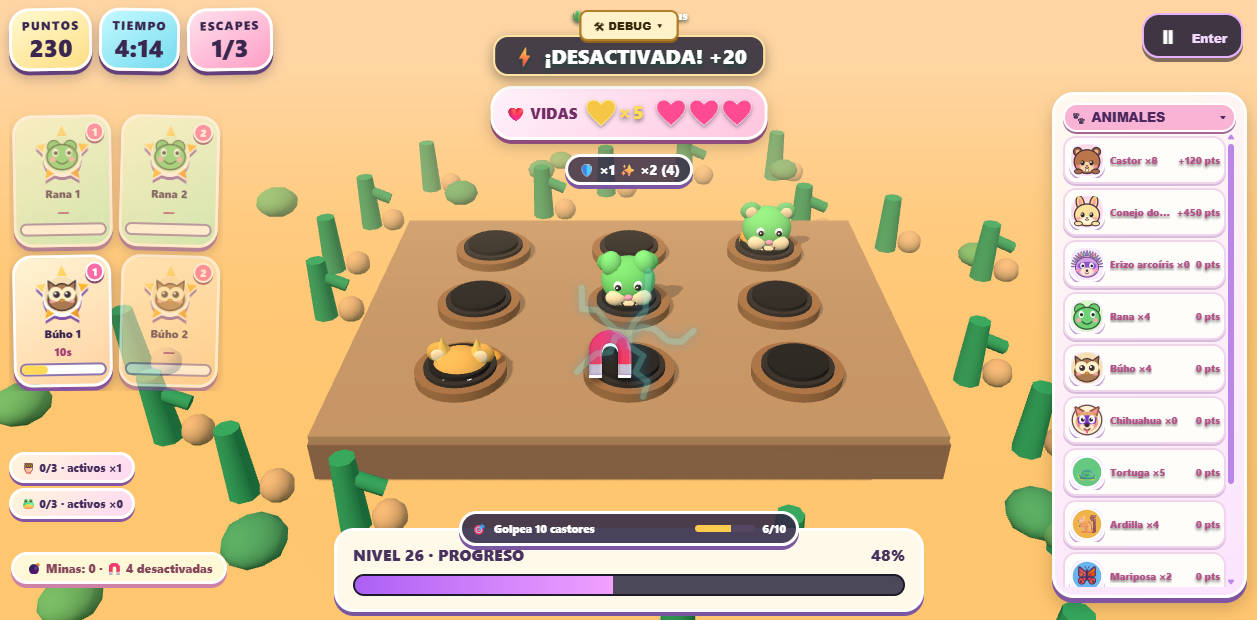 PUNTOS
230
TIEMPO
4:14
ESCAPES
1/3
DEBUG ▼
¡DESACTIVADA! +20
VIDAS ×5
×1 ×2 (4)
Enter
1
Rana 1
—
2
Rana 2
—
1
Búho 1
10s
2
Búho 2
—
0/3 · activos ×1
0/3 · activos ×0
Minas: 0 · 4 desactivadas
Golpea 10 castores 6/10
NIVEL 26 · PROGRESO 48%
ANIMALES
Castor ×8 +120 pts
Conejo do... +450 pts
Erizo arcoíris ×0 0 pts
Rana ×4 0 pts
Búho ×4 0 pts
Chihuahua ×0 0 pts
Tortuga ×5 0 pts
Ardilla ×4 0 pts
Mariposa ×2 0 pts